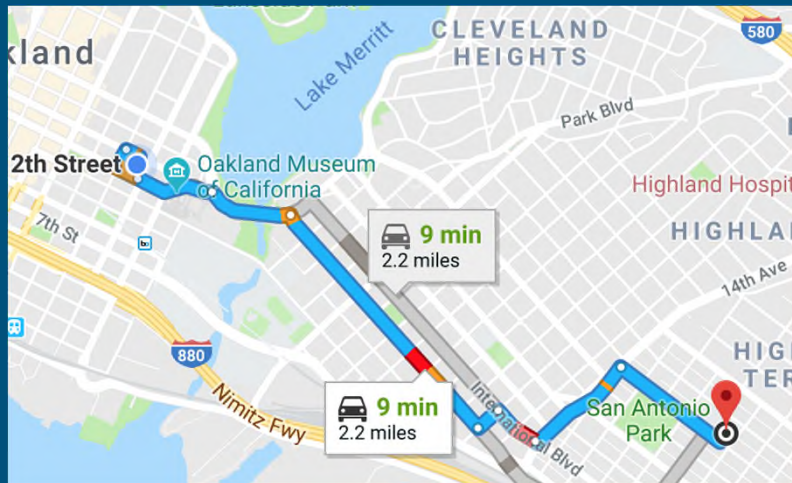 CLEVELAND
HEIGHTS
580
kland
Lake Merritt
Park Blvd
2th Street
Oakland Museum
of California
Highland Hospit
7th St
9 min
2.2 miles
HIGHLA
14th Ave
880
HIG
TER
Nimitz Fwy
9 min
2.2 miles
International Blvd
San Antonio
Park